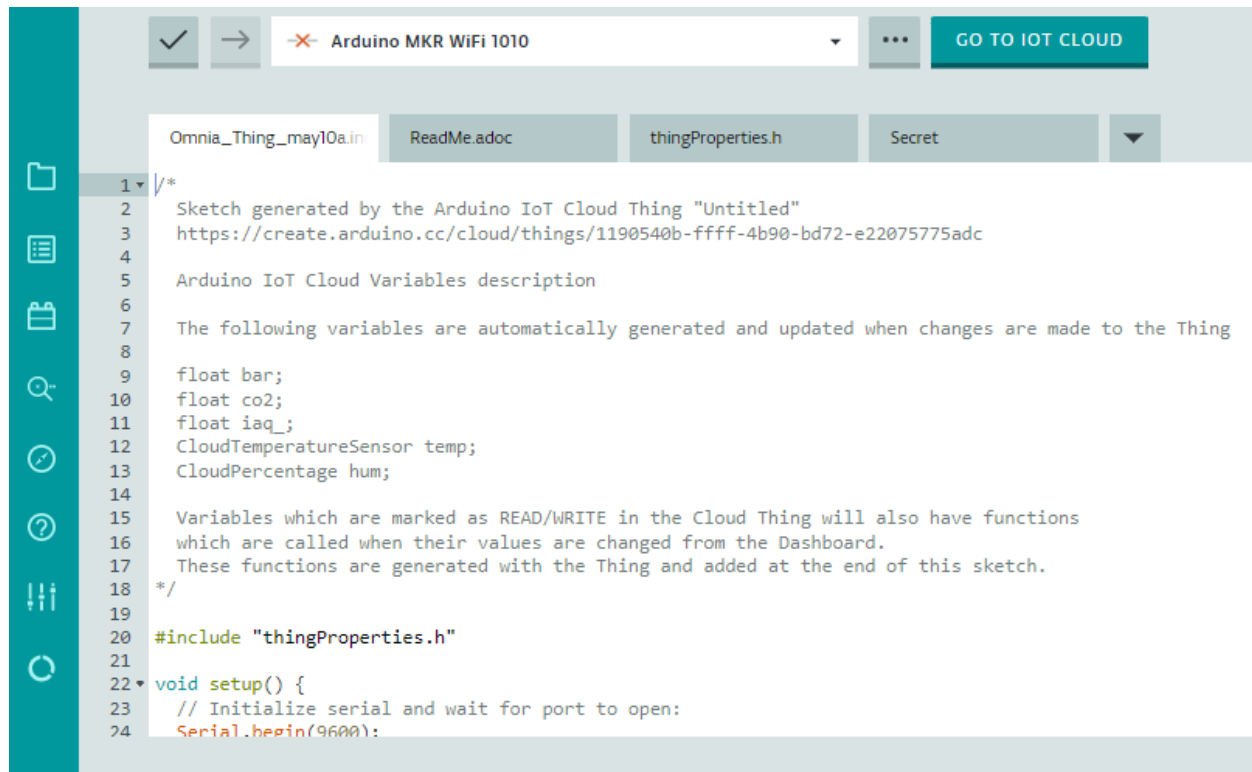 Arduino MKR WiFi 1010
GO TO IOT CLOUD
Omnia_Thing_may10a.in
ReadMe.adoc
thingProperties.h
Secret
1 /*
2 Sketch generated by the Arduino IoT Cloud Thing "Untitled"
3 https://create.arduino.cc/cloud/things/1190540b-ffff-4b90-bd72-e22075775adc
4
5 Arduino IoT Cloud Variables description
6
7 The following variables are automatically generated and updated when changes are made to the Thing
8
9 float bar;
10 float co2;
11 float iaq_;
12 CloudTemperatureSensor temp;
13 CloudPercentage hum;
14
15 Variables which are marked as READ/WRITE in the Cloud Thing will also have functions
16 which are called when their values are changed from the Dashboard.
17 These functions are generated with the Thing and added at the end of this sketch.
18 */
19
20 #include "thingProperties.h"
21
22 void setup() {
23 // Initialize serial and wait for port to open:
24 Serial.begin(9600);